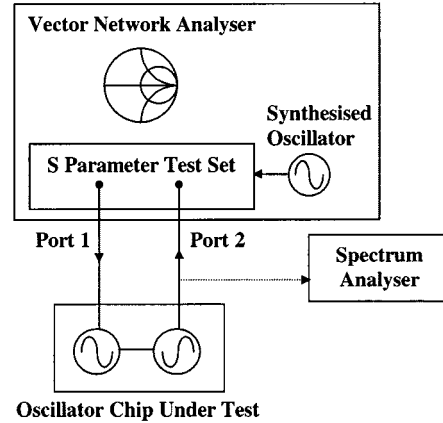 Vector Network Analyser
Synthesised
Oscillator
S Parameter Test Set
Port 1
Port 2
Spectrum
Analyser
Oscillator Chip Under Test